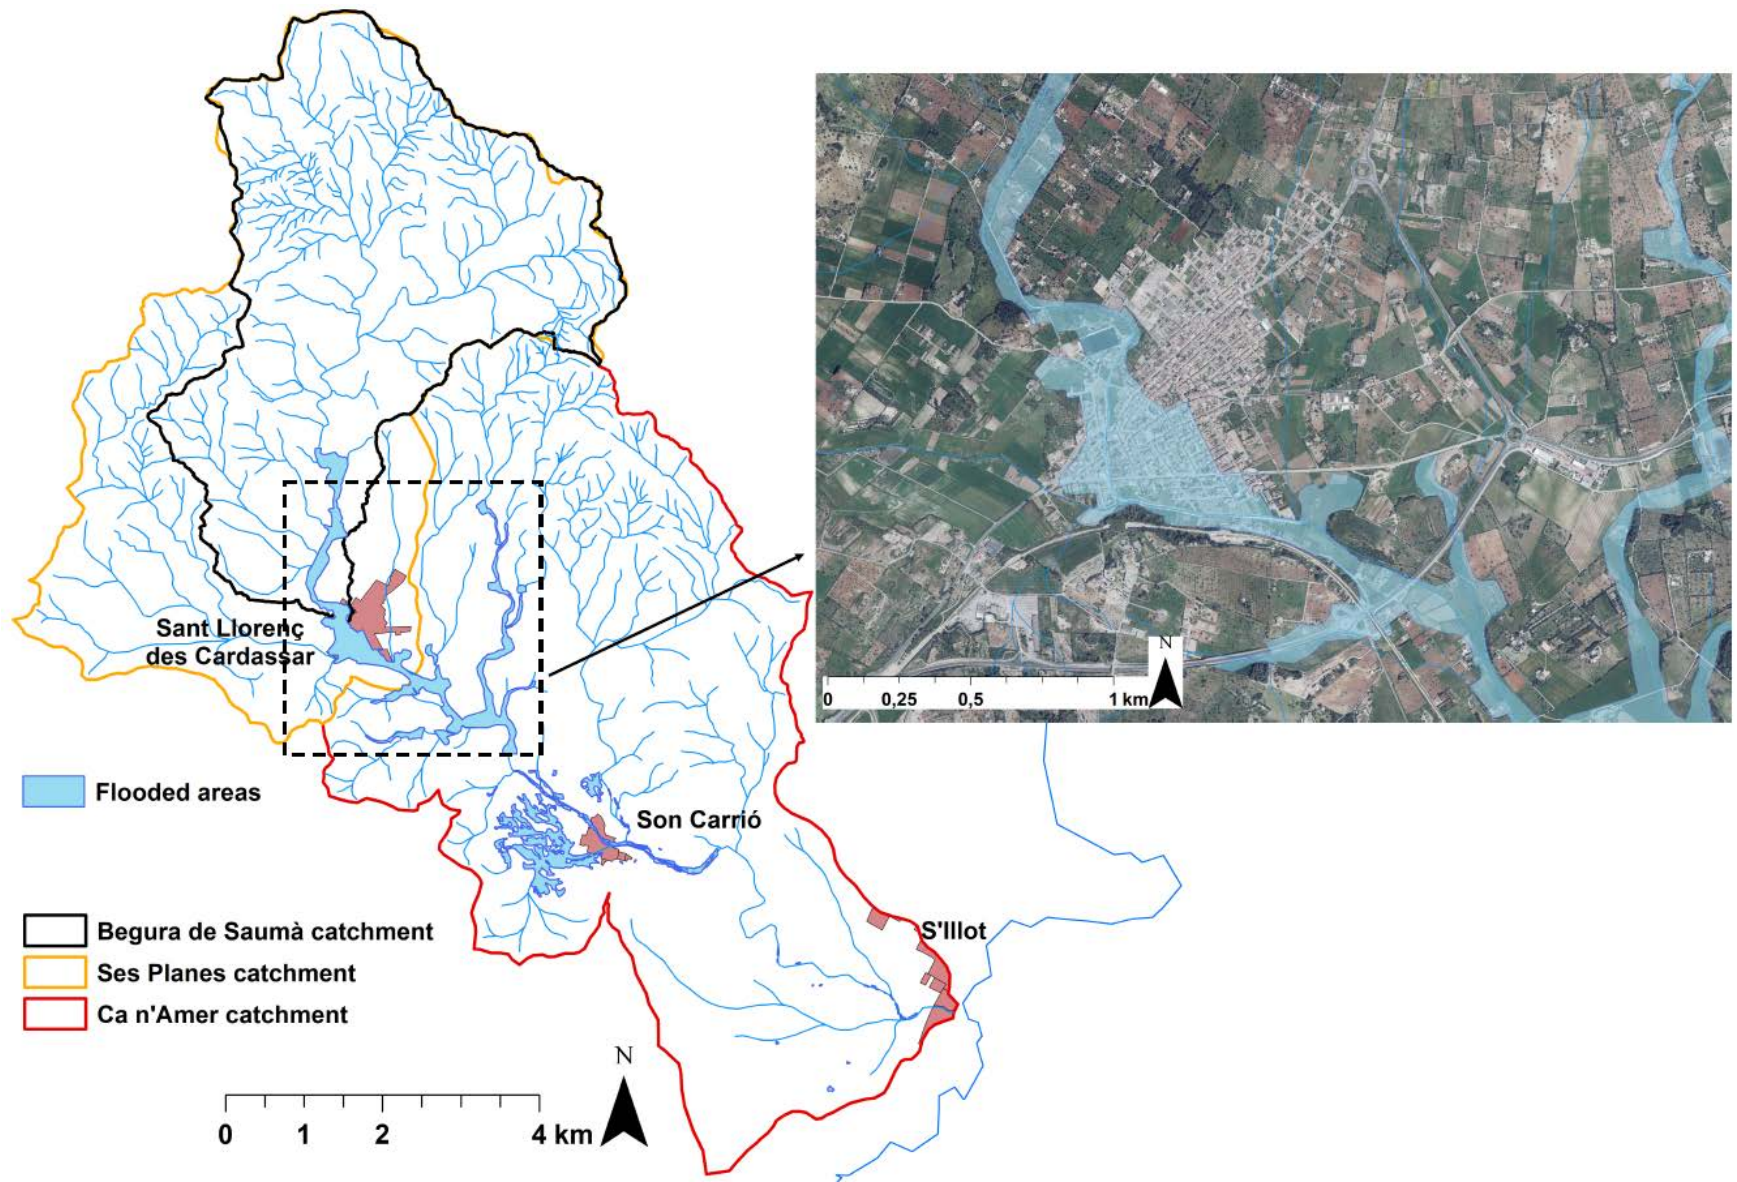 N
0 0,25 0,5 1 km
Sant Llorenç
des Cardassar
Flooded areas
Son Carrió
Begura de Saumà catchment
S'Illot
Ses Planes catchment
Ca n'Amer catchment
N
0 1 2 4 km